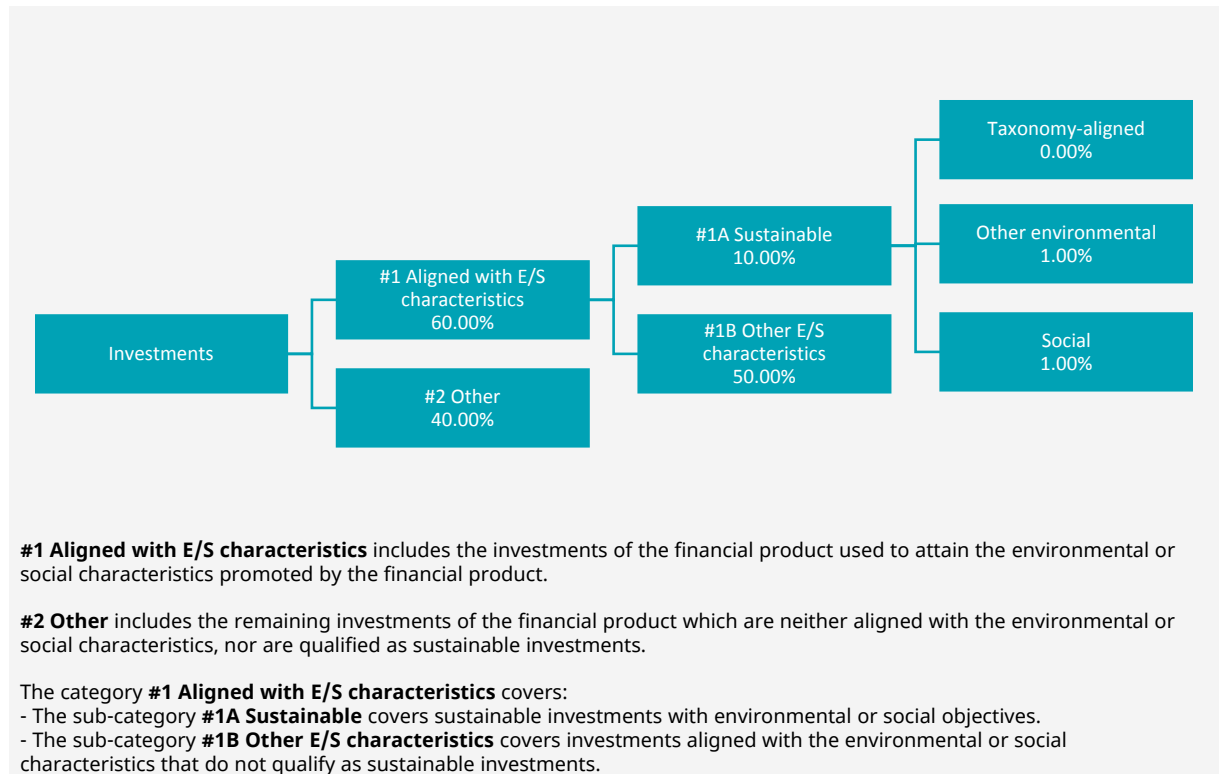 Investments
#1 Aligned with E/S
characteristics
60.00%
#2 Other
40.00%
#1A Sustainable
10.00%
#1B Other E/S
characteristics
50.00%
Taxonomy-aligned
0.00%
Other environmental
1.00%
Social
1.00%
#1 Aligned with E/S characteristics includes the investments of the financial product used to attain the environmental or
social characteristics promoted by the financial product.
#2 Other includes the remaining investments of the financial product which are neither aligned with the environmental or
social characteristics, nor are qualified as sustainable investments.
The category #1 Aligned with E/S characteristics covers:
- The sub-category #1A Sustainable covers sustainable investments with environmental or social objectives.
- The sub-category #1B Other E/S characteristics covers investments aligned with the environmental or social
characteristics that do not qualify as sustainable investments.